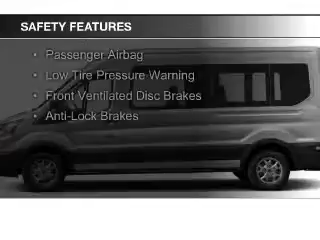 SAFETY FEATURES
• Passenger Airbag
• Low Tire Pressure Warning
• Front Ventilated Disc Brakes
• Anti-Lock Brakes